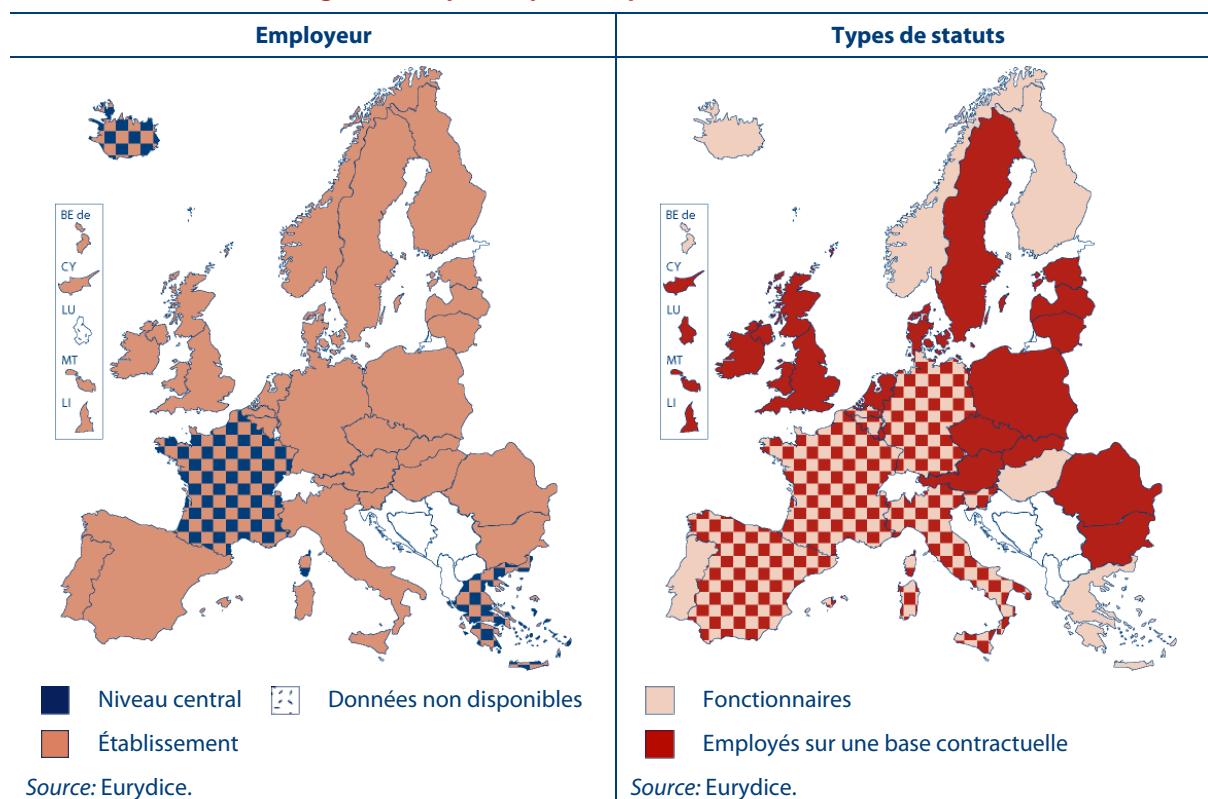 Employeur
Types de statuts
BE de
CY
LU
MT
LI
BE de
CY
LU
MT
LI
Niveau central
Données non disponibles
Établissement
Source: Eurydice.
Fonctionnaires
Employés sur une base contractuelle
Source: Eurydice.